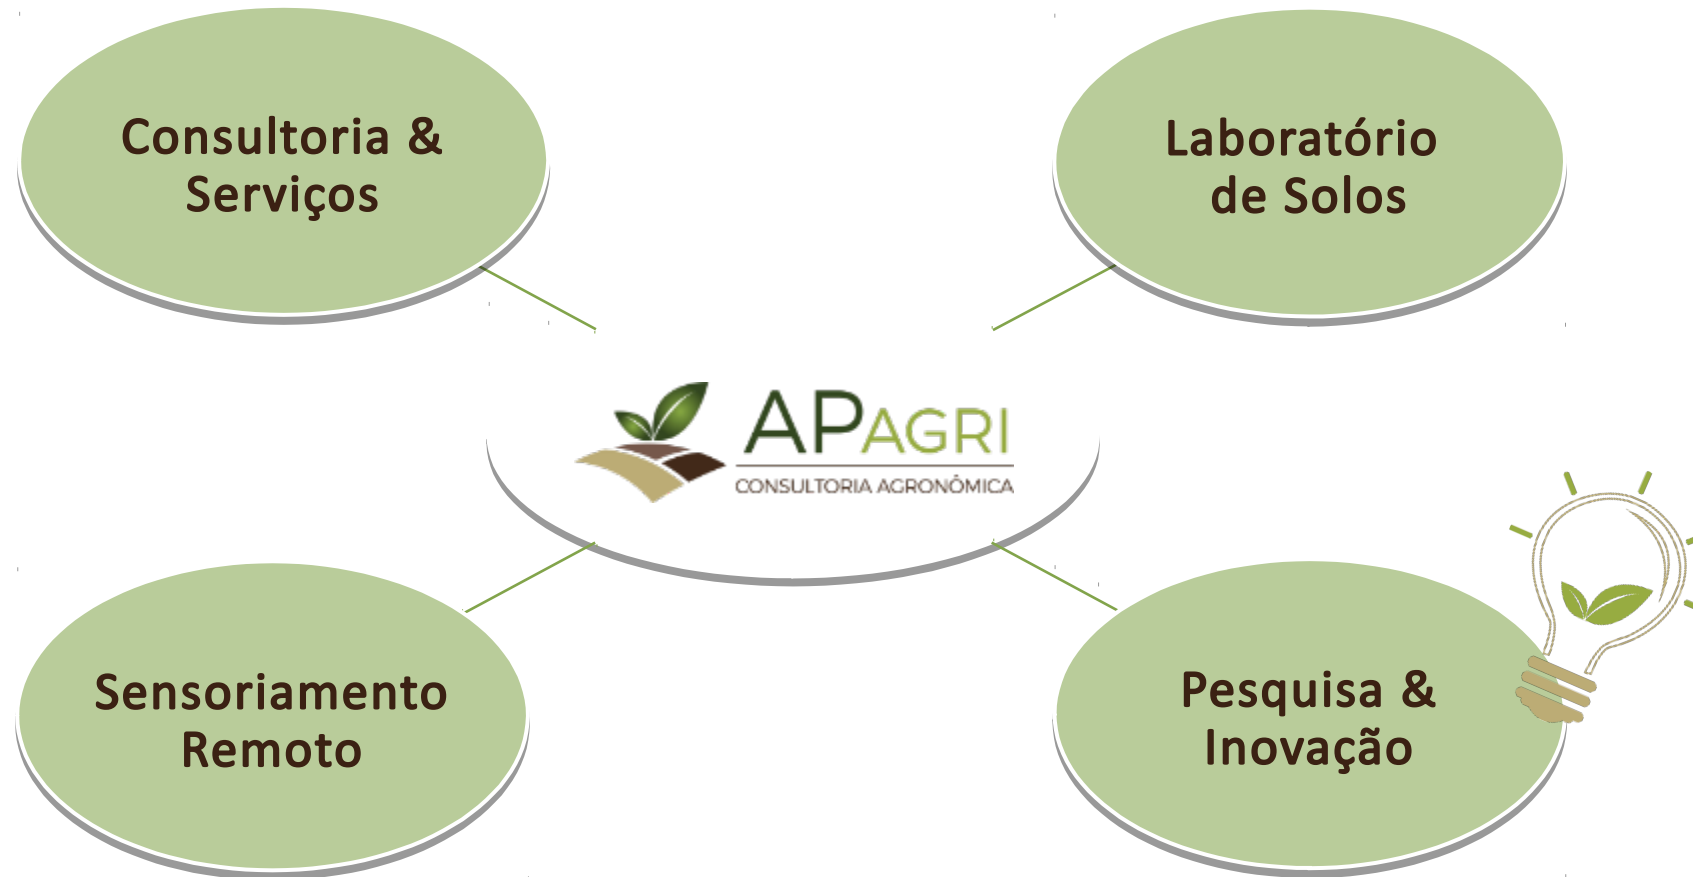 Consultoria &
Serviços
Laboratório
de Solos
APAGRI
CONSULTORIA AGRONÔMICA
Sensoriamento
Remoto
Pesquisa &
Inovação